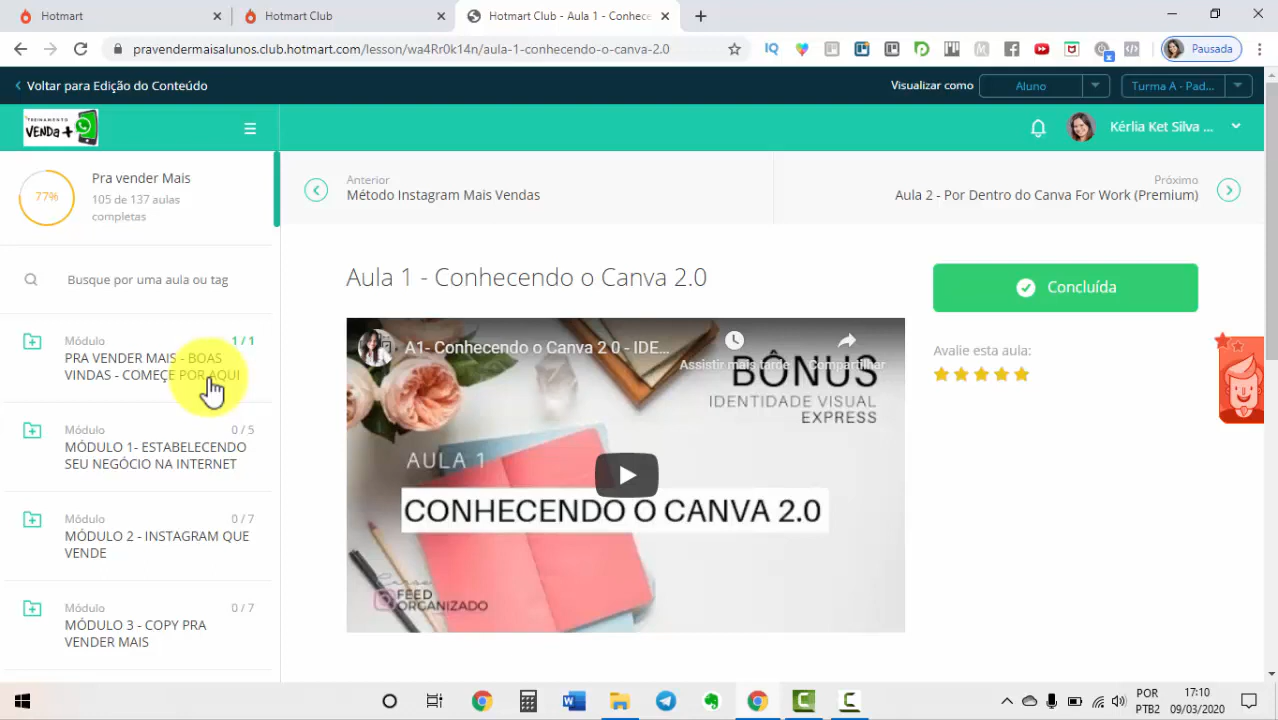 Hotmart
Hotmart Club
Hotmart Club - Aula 1 - Conhece
pravendermaisalunos.club.hotmart.com/lesson/wa4Rr0k14n/aula-1-conhecendo-o-canva-2.0
Pausada
Voltar para Edição do Conteúdo
Visualizar como
Aluno
Turma A - Pad...
TREINAMENTO
VENDA +
Kérlia Ket Silva ...
77%
Pra vender Mais
105 de 137 aulas
completas
Anterior
Método Instagram Mais Vendas
Próximo
Aula 2 - Por Dentro do Canva For Work (Premium)
Busque por uma aula ou tag
Módulo
1 / 1
PRA VENDER MAIS - BOAS
VINDAS - COMEÇE POR AQUI
Módulo
0 / 5
MÓDULO 1- ESTABELECENDO
SEU NEGÓCIO NA INTERNET
Módulo
0 / 7
MÓDULO 2 - INSTAGRAM QUE
VENDE
Módulo
0 / 7
MÓDULO 3 - COPY PRA
VENDER MAIS
Aula 1 - Conhecendo o Canva 2.0
A1- Conhecendo o Canva 2.0 - IDE...
Assistir mais tarde
Compartilhar
BÔNUS
IDENTIDADE VISUAL
EXPRESS
AULA 1
CONHECENDO O CANVA 2.0
Curso
FEED
ORGANIZADO
Concluída
Avalie esta aula:
POR
PTB2
17:10
09/03/2020